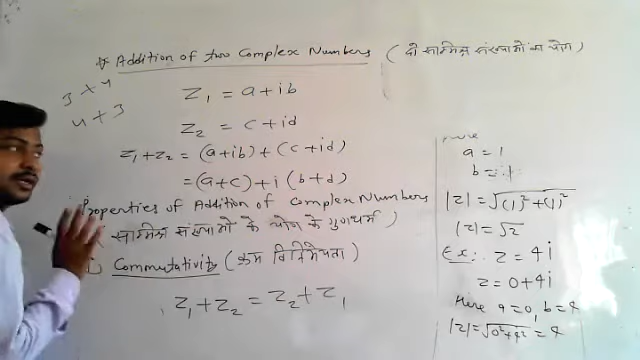 Addition of two Complex Numbers (दो सम्मिश्र संख्याओं का योग)
3 + 4
4 + 3
z₁ = a+ib
z₂ = c+id
z₁+z₂ = (a+ib)+(c+id)
=(a+c)+i(b+d)
Properties of Addition of Complex Numbers
सम्मिश्र संख्याओं के योग के गुणधर्म)
Commutativity (क्रम विनिमेयता)
z₁+z₂ = z₂+z₁
Here
a = 1
b = 1
|z| = √(1)²+(1)²
|z| = √2
Ex: z = 4i
z = 0+4i
Here a=0, b=4
|z| = √0²+4² = 4